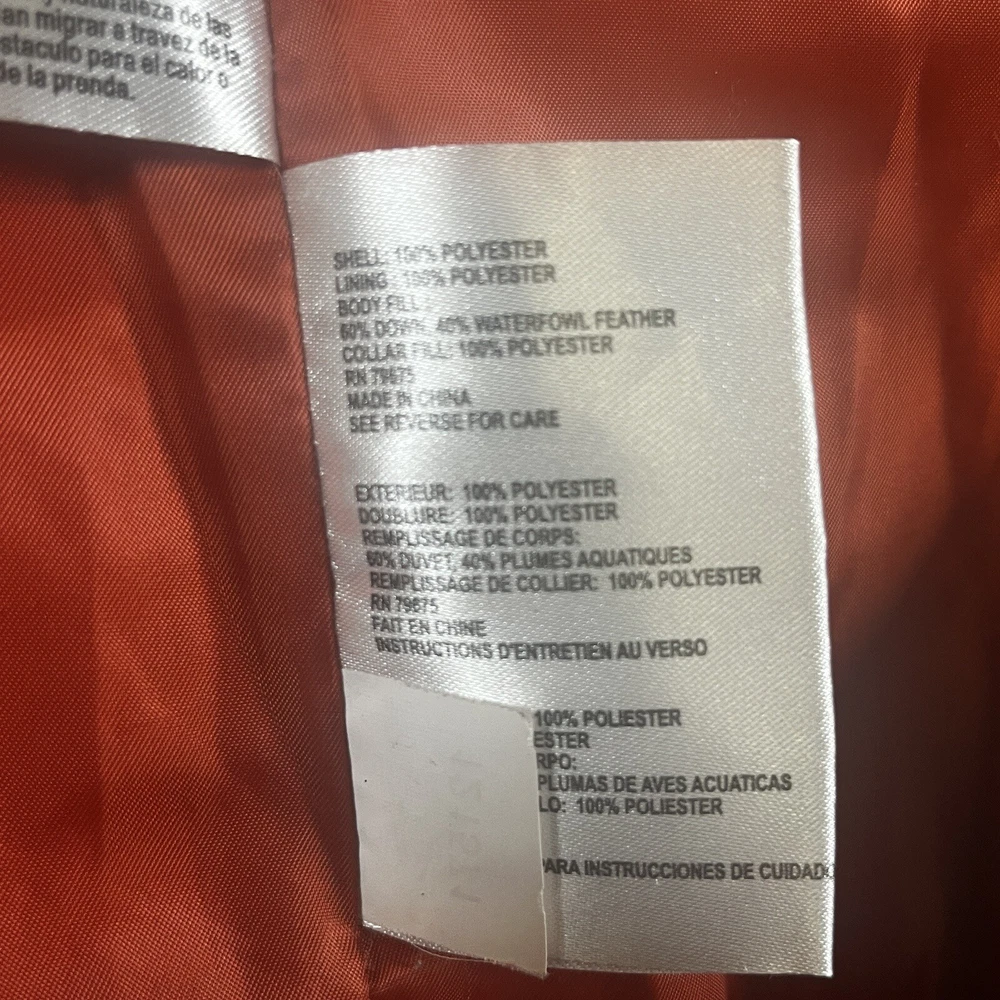 naturaleza de las
an migrar a travez de la
staculo para el calor o
de la prenda.
SHELL: 100% POLYESTER
LINING 100% POLYESTER
BODY FILL:
60% DOWN, 40% WATERFOWL FEATHER
COLLAR FILL: 100% POLYESTER
RN 79675
MADE IN CHINA
SEE REVERSE FOR CARE
EXTERIEUR: 100% POLYESTER
DOUBLURE: 100% POLYESTER
REMPLISSAGE DE CORPS:
60% DUVET, 40% PLUMES AQUATIQUES
REMPLISSAGE DE COLLIER: 100% POLYESTER
RN 79675
FAIT EN CHINE
INSTRUCTIONS D'ENTRETIEN AU VERSO
100% POLIESTER
ESTER
RPO:
PLUMAS DE AVES ACUATICAS
LO: 100% POLIESTER
PARA INSTRUCCIONES DE CUIDADO